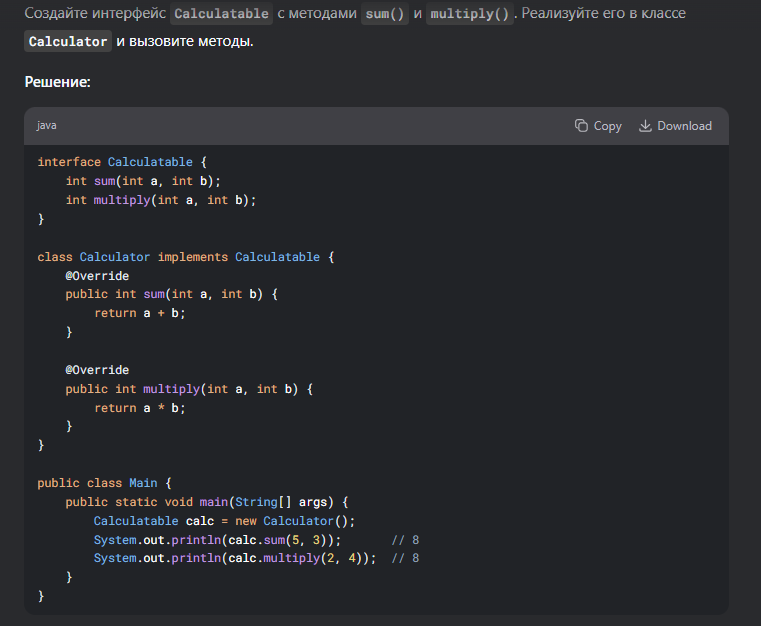 Создайте интерфейс Calculatable с методами sum() и multiply(). Реализуйте его в классе
Calculator и вызовите методы.
Решение:
java Copy Download
interface Calculatable {
    int sum(int a, int b);
    int multiply(int a, int b);
}
class Calculator implements Calculatable {
    @Override
    public int sum(int a, int b) {
        return a + b;
    }
    @Override
    public int multiply(int a, int b) {
        return a * b;
    }
}
public class Main {
    public static void main(String[] args) {
        Calculatable calc = new Calculator();
        System.out.println(calc.sum(5, 3));       // 8
        System.out.println(calc.multiply(2, 4));  // 8
    }
}